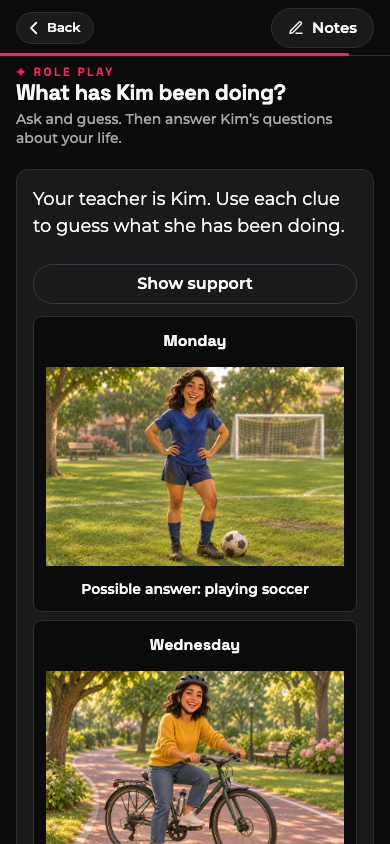 Back
Notes
ROLE PLAY
What has Kim been doing?
Ask and guess. Then answer Kim’s questions
about your life.
Your teacher is Kim. Use each clue
to guess what she has been doing.
Show support
Monday
Possible answer: playing soccer
Wednesday